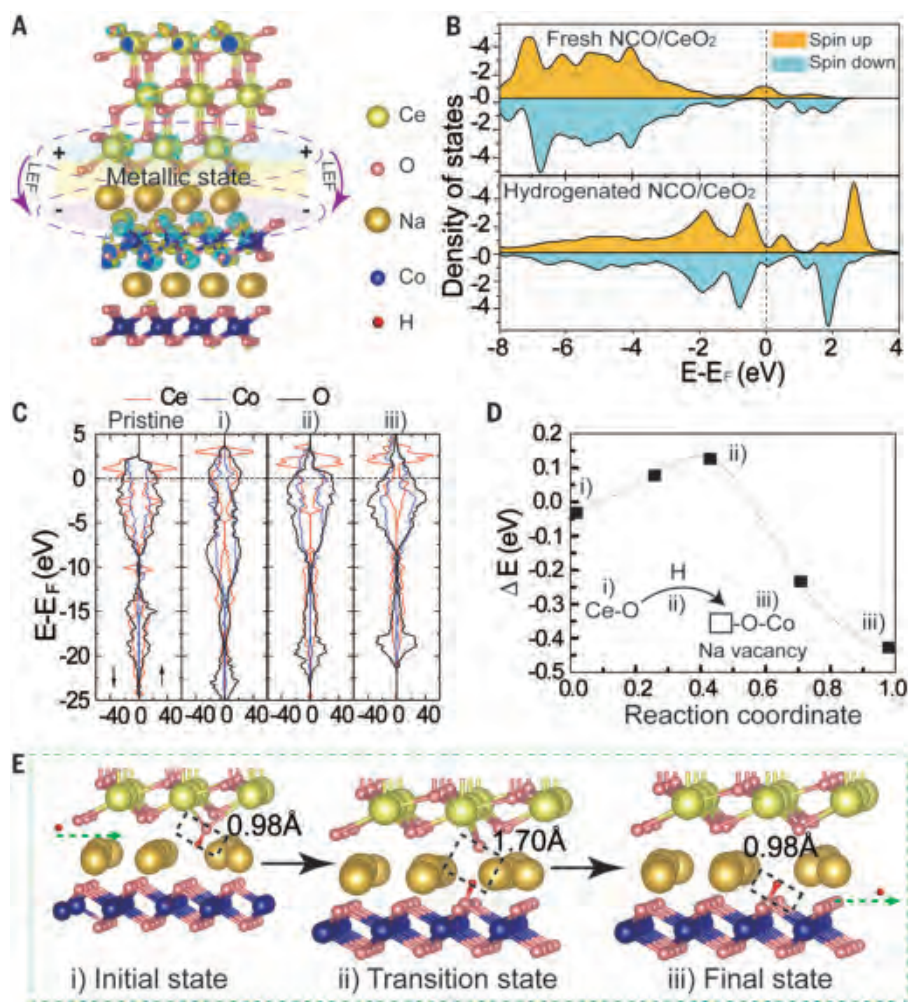 A
+ +
LEF LEF
Metallic state
- -
Ce
O
Na
Co
H
B
Fresh NCO/CeO₂
Spin up
Spin down
-4
-2
-0
2
4
Hydrogenated NCO/CeO₂
-4
-2
-0
2
4
Density of states
-8 -6 -4 -2 0 2 4
E-E_F (eV)
C
Ce Co O
Pristine i) ii) iii)
5
0
-5
-10
-15
-20
-25
E-E_F (eV)
-40 0 40 -40 0 40 -40 0 40 -40 0 40
D
0.2
0.1
0.0
-0.1
-0.2
-0.3
-0.4
-0.5
ΔE (eV)
i)
ii)
iii)
i) H
Ce-O ii) iii)
-O-Co
Na vacancy
0.0 0.2 0.4 0.6 0.8 1.0
Reaction coordinate
E
0.98Å
1.70Å
0.98Å
i) Initial state
ii) Transition state
iii) Final state